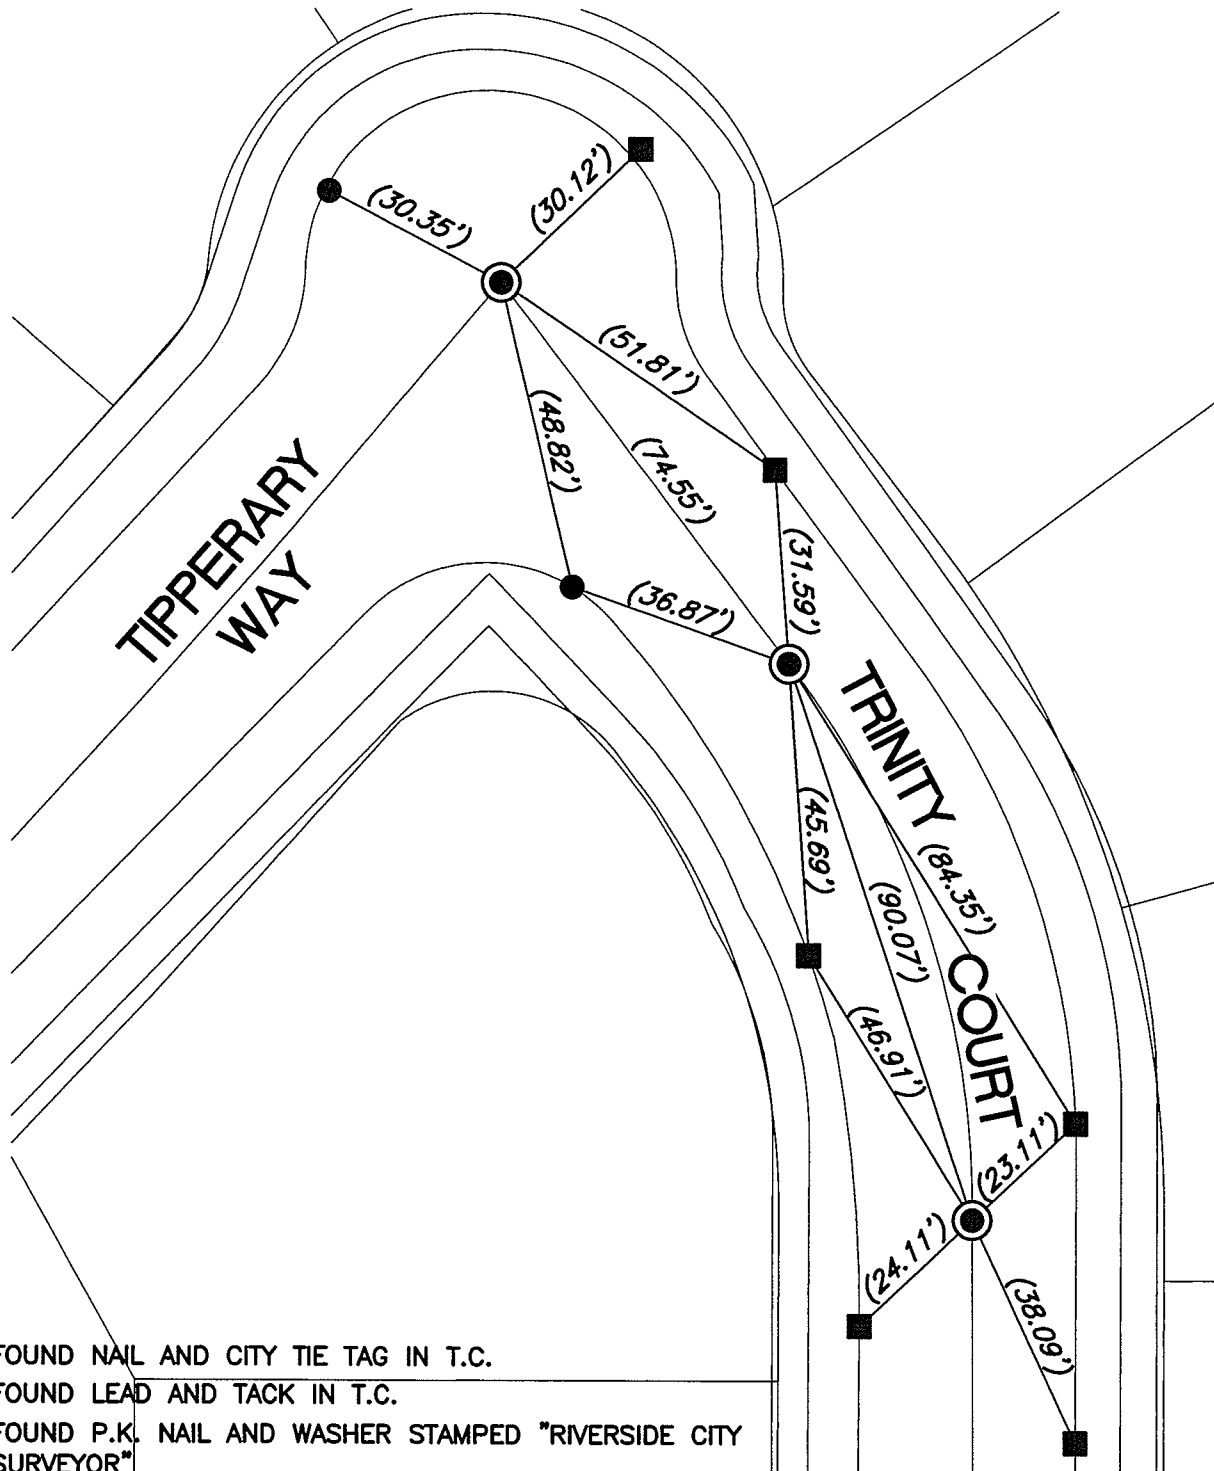 (30.35')
(30.12')
(51.81')
(48.82')
(74.55')
TIPPERARY
WAY
(31.59')
(36.87')
TRINITY
COURT
(45.69')
(84.35')
(90.07')
(46.91')
(23.11')
(24.11')
(38.09')
FOUND NAIL AND CITY TIE TAG IN T.C.
FOUND LEAD AND TACK IN T.C.
FOUND P.K. NAIL AND WASHER STAMPED "RIVERSIDE CITY
SURVEYOR"